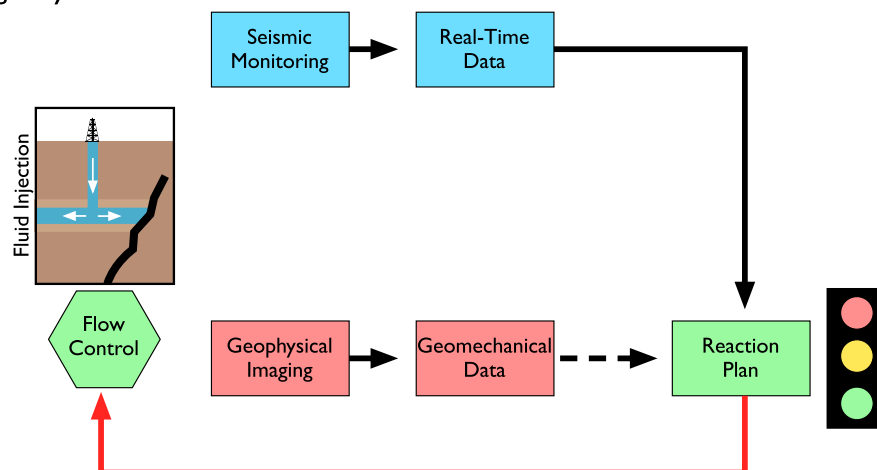 Seismic
Monitoring
Real-Time
Data
Fluid Injection
Flow
Control
Geophysical
Imaging
Geomechanical
Data
Reaction
Plan